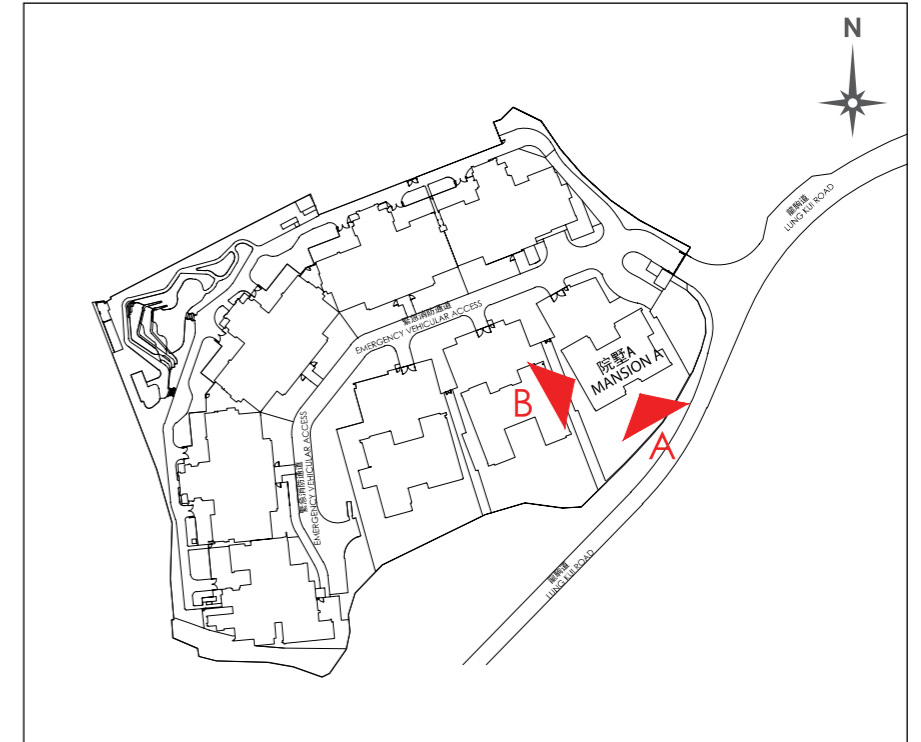 N
龍駒道
LUNG KUI ROAD
緊急消防通道
EMERGENCY VEHICULAR ACCESS
院墅A
MANSION A
B
A
緊急消防通道
EMERGENCY VEHICULAR ACCESS
龍駒道
LUNG KUI ROAD